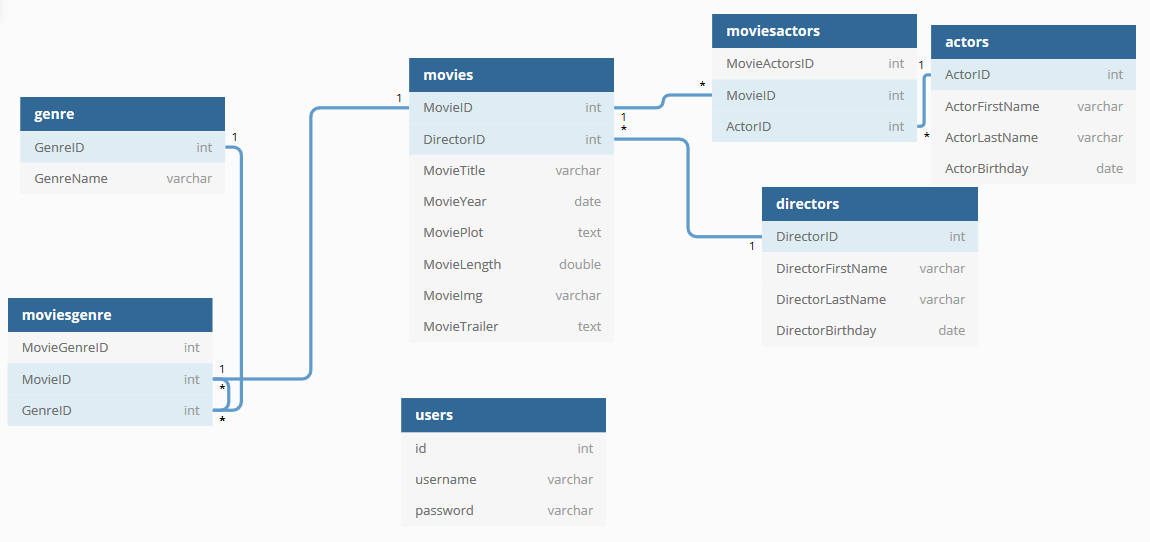 genre
GenreID int
GenreName varchar
moviesgenre
MovieGenreID int
MovieID int
GenreID int
1
1
*
*
movies
MovieID int
DirectorID int
MovieTitle varchar
MovieYear date
MoviePlot text
MovieLength double
MovieImg varchar
MovieTrailer text
1
1
*
users
id int
username varchar
password varchar
moviesactors
MovieActorsID int
MovieID int
ActorID int
*
*
actors
ActorID int
ActorFirstName varchar
ActorLastName varchar
ActorBirthday date
1
directors
DirectorID int
DirectorFirstName varchar
DirectorLastName varchar
DirectorBirthday date
1